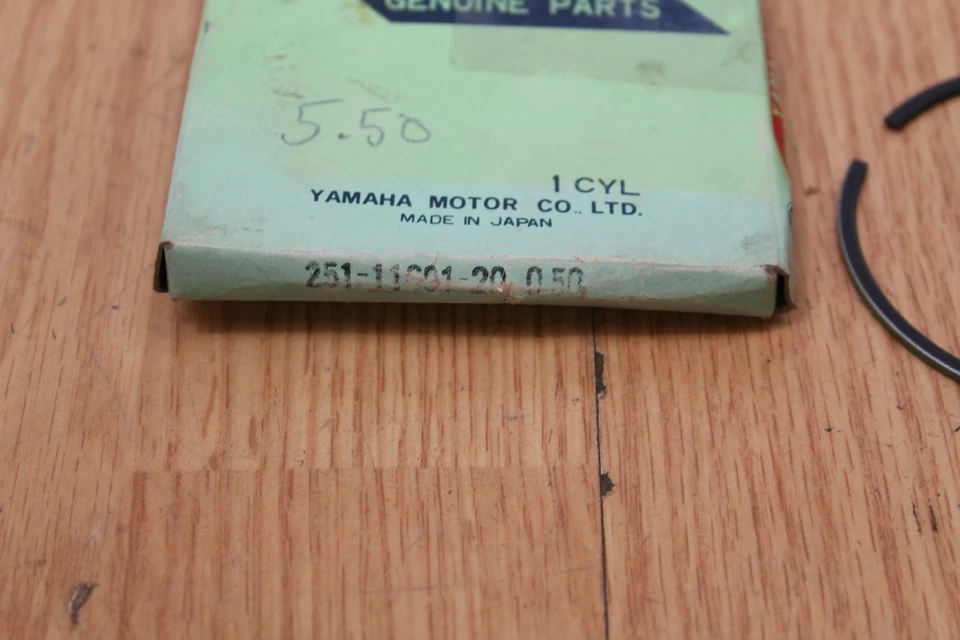 GENUINE PARTS
5.50
1 CYL
YAMAHA MOTOR CO., LTD.
MADE IN JAPAN
251-11601-20 0.50